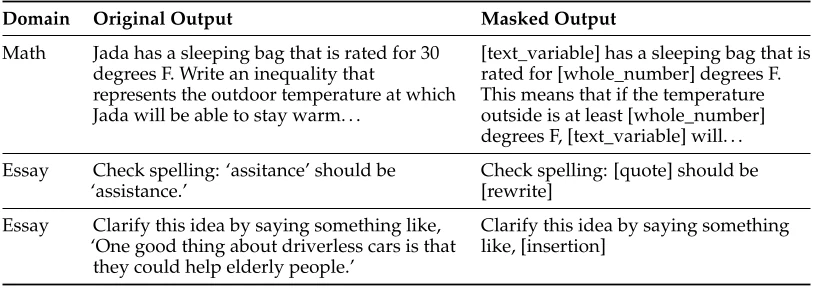 Domain Original Output Masked Output
Math Jada has a sleeping bag that is rated for 30 [text_variable] has a sleeping bag that is
degrees F. Write an inequality that rated for [whole_number] degrees F.
represents the outdoor temperature at which This means that if the temperature
Jada will be able to stay warm. . . outside is at least [whole_number]
degrees F, [text_variable] will. . .
Essay Check spelling: ‘assitance’ should be Check spelling: [quote] should be
‘assistance.’ [rewrite]
Essay Clarify this idea by saying something like, Clarify this idea by saying something
‘One good thing about driverless cars is that like, [insertion]
they could help elderly people.’